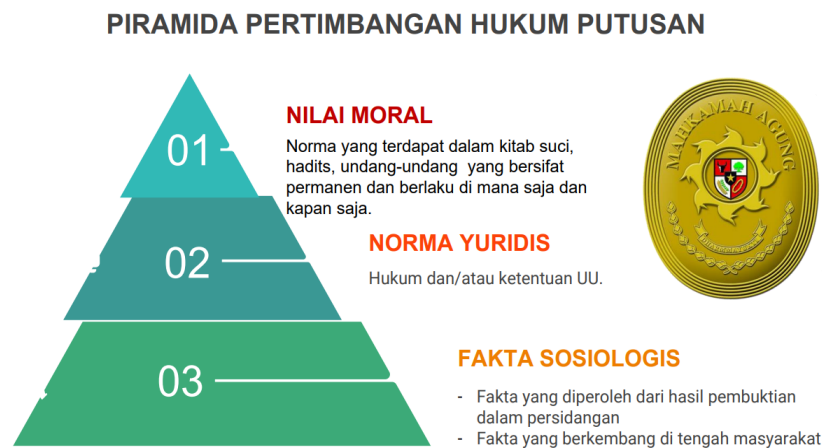 PIRAMIDA PERTIMBANGAN HUKUM PUTUSAN
01
NILAI MORAL
Norma yang terdapat dalam kitab suci,
hadits, undang-undang yang bersifat
permanen dan berlaku di mana saja dan
kapan saja.
MAHKAMAH AGUNG
02
NORMA YURIDIS
Hukum dan/atau ketentuan UU.
03
FAKTA SOSIOLOGIS
- Fakta yang diperoleh dari hasil pembuktian
dalam persidangan
- Fakta yang berkembang di tengah masyarakat